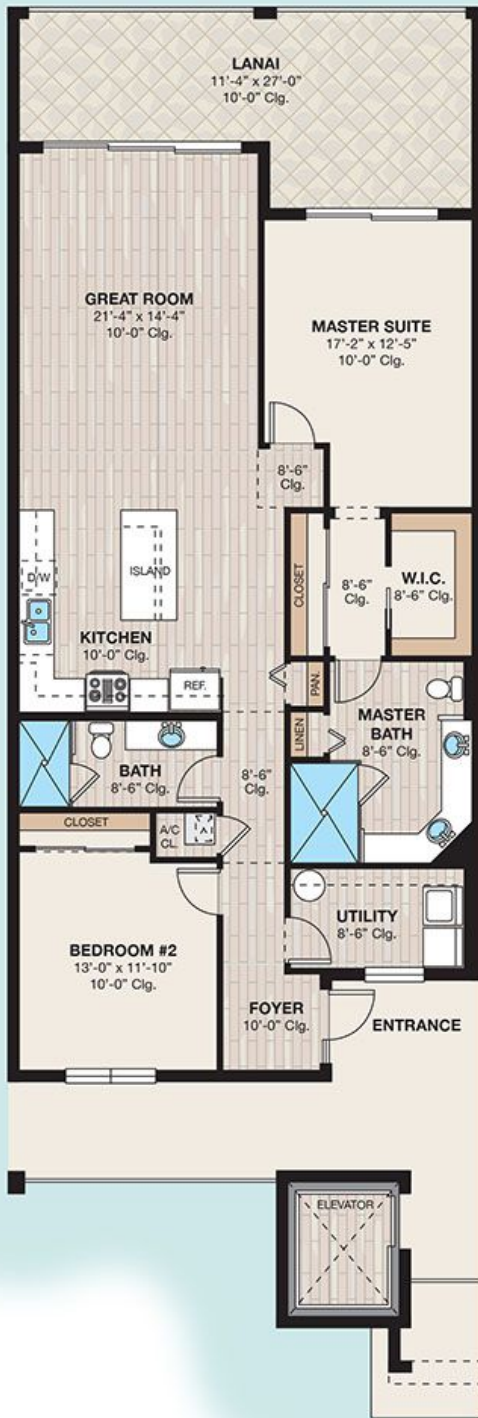 LANAI
11'-4" x 27'-0"
10'-0" Clg.
GREAT ROOM
21'-4" x 14'-4"
10'-0" Clg.
MASTER SUITE
17'-2" x 12'-5"
10'-0" Clg.
8'-6"
Clg.
D/W
ISLAND
CLOSET
8'-6"
Clg.
W.I.C.
8'-6" Clg.
KITCHEN
10'-0" Clg.
REF.
PAN.
LINEN
MASTER
BATH
8'-6" Clg.
BATH
8'-6" Clg.
8'-6"
Clg.
CLOSET
A/C
CL.
UTILITY
8'-6" Clg.
BEDROOM #2
13'-0" x 11'-10"
10'-0" Clg.
FOYER
10'-0" Clg.
ENTRANCE
ELEVATOR